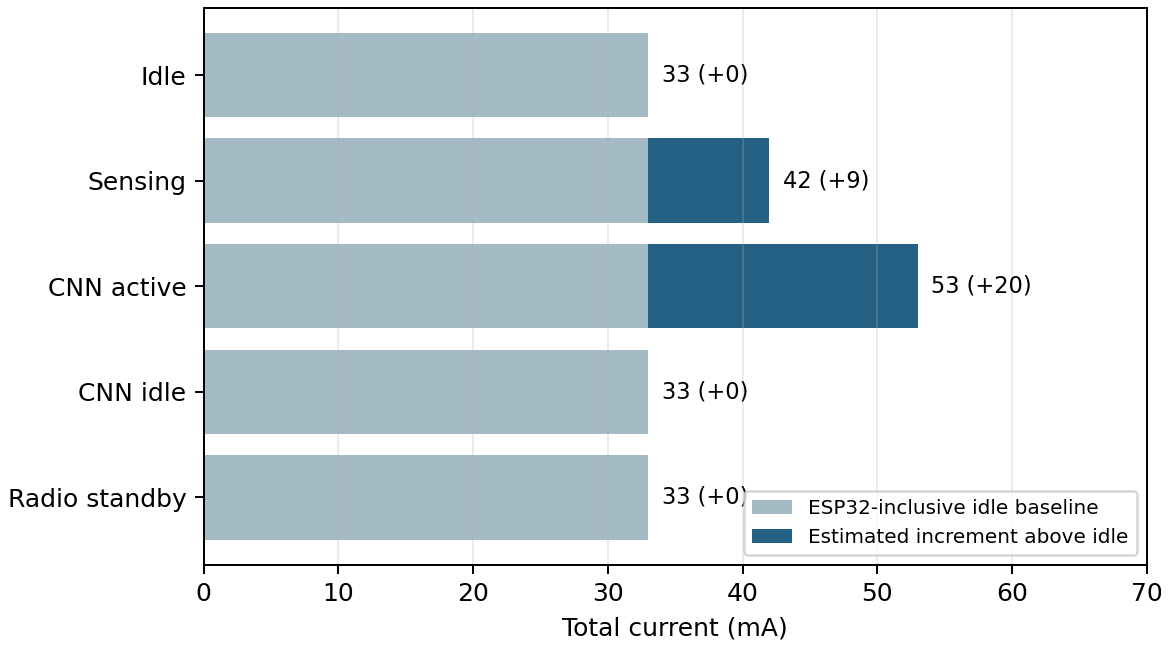 Idle 33 (+0)
Sensing 42 (+9)
CNN active 53 (+20)
CNN idle 33 (+0)
Radio standby 33 (+0)
ESP32-inclusive idle baseline
Estimated increment above idle
0 10 20 30 40 50 60 70
Total current (mA)